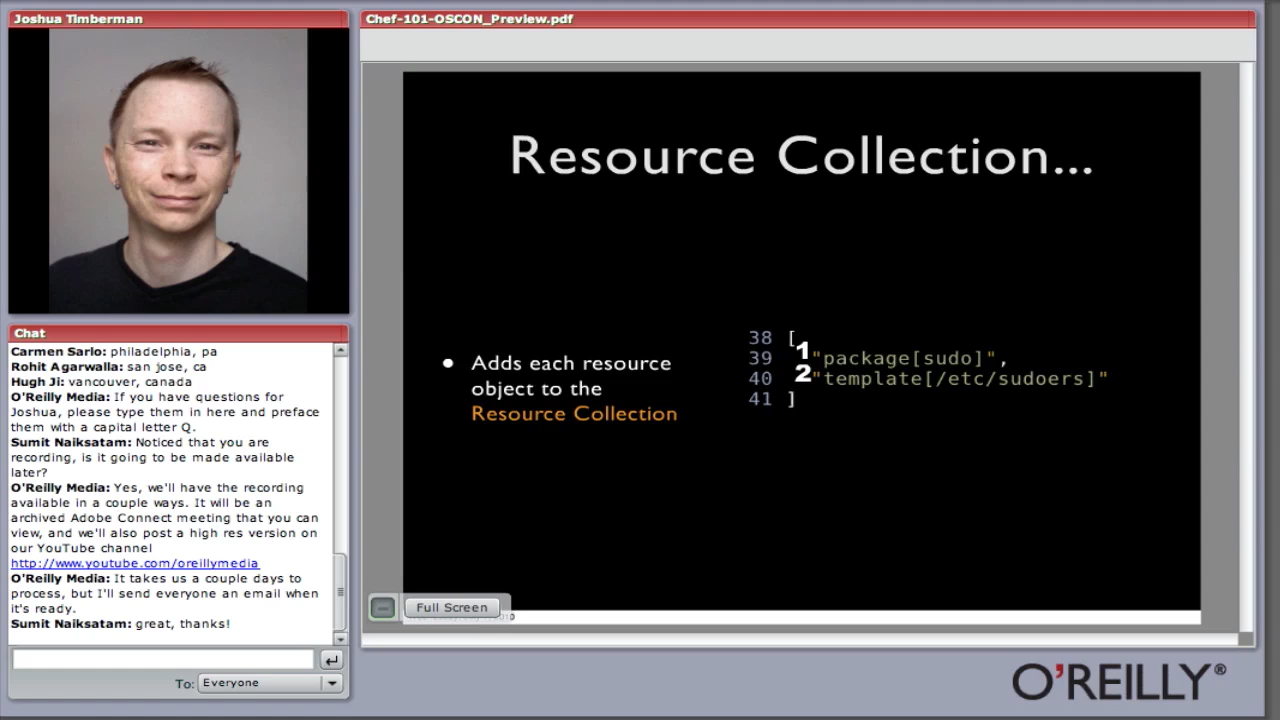 Joshua Timberman
Chef-101-OSCON_Preview.pdf
Resource Collection...
● Adds each resource
object to the
Resource Collection
38 [
39 1"package[sudo]",
40 2"template[/etc/sudoers]"
41 ]
Full Screen
Chat
Carmen Sarlo: philadelphia, pa
Rohit Agarwalla: san jose, ca
Hugh Ji: vancouver, canada
O'Reilly Media: If you have questions for
Joshua, please type them in here and preface
them with a capital letter Q.
Sumit Naiksatam: Noticed that you are
recording, is it going to be made available
later?
O'Reilly Media: Yes, we'll have the recording
available in a couple ways. It will be an
archived Adobe Connect meeting that you can
view, and we'll also post a high res version on
our YouTube channel
http://www.youtube.com/oreillymedia
O'Reilly Media: It takes us a couple days to
process, but I'll send everyone an email when
it's ready.
Sumit Naiksatam: great, thanks!
To: Everyone
O'REILLY®